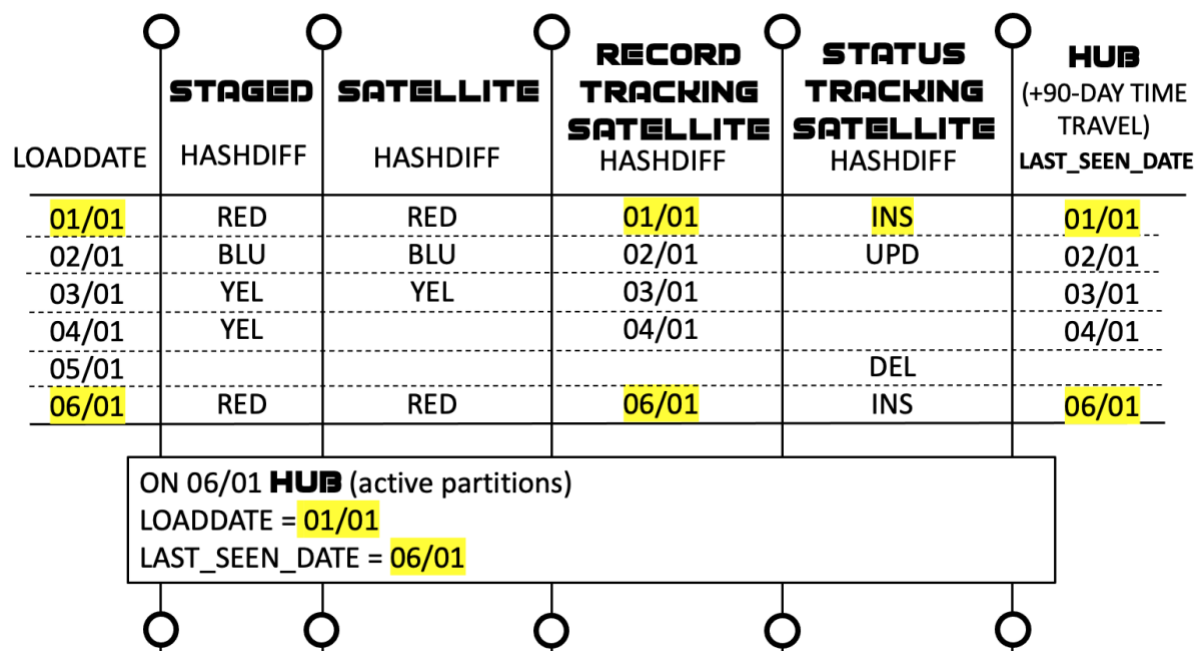 RECORD TRACKING SATELLITE
STATUS TRACKING SATELLITE
HUB
STAGED SATELLITE
(+90-DAY TIME TRAVEL)
LOADDATE HASHDIFF HASHDIFF HASHDIFF HASHDIFF LAST_SEEN_DATE
01/01 RED RED 01/01 INS 01/01
02/01 BLU BLU 02/01 UPD 02/01
03/01 YEL YEL 03/01 03/01
04/01 YEL 04/01 04/01
05/01 DEL
06/01 RED RED 06/01 INS 06/01
ON 06/01 HUB (active partitions)
LOADDATE = 01/01
LAST_SEEN_DATE = 06/01